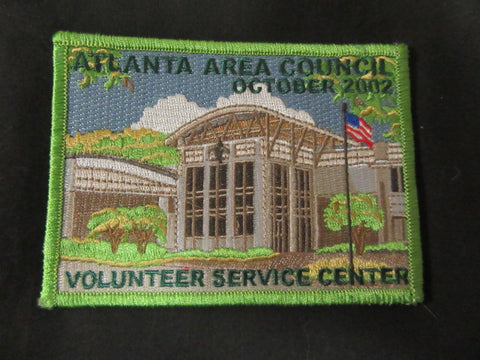 ATLANTA AREA COUNCIL
OCTOBER 2002
VOLUNTEER SERVICE CENTER